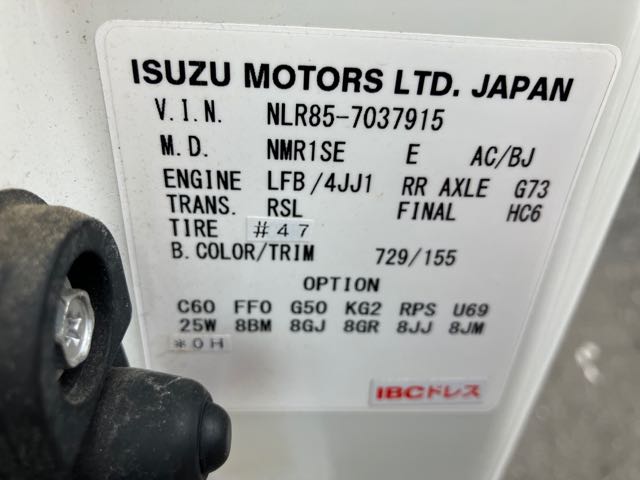 ISUZU MOTORS LTD. JAPAN
V.I.N. NLR85-7037915
M.D. NMR1SE E AC/BJ
ENGINE LFB/4JJ1 RR AXLE G73
TRANS. RSL FINAL HC6
TIRE #47
B.COLOR/TRIM 729/155
OPTION
C60 FF0 G50 KG2 RPS U69
25W 8BM 8GJ 8GR 8JJ 8JM
※0H
IBCドレス